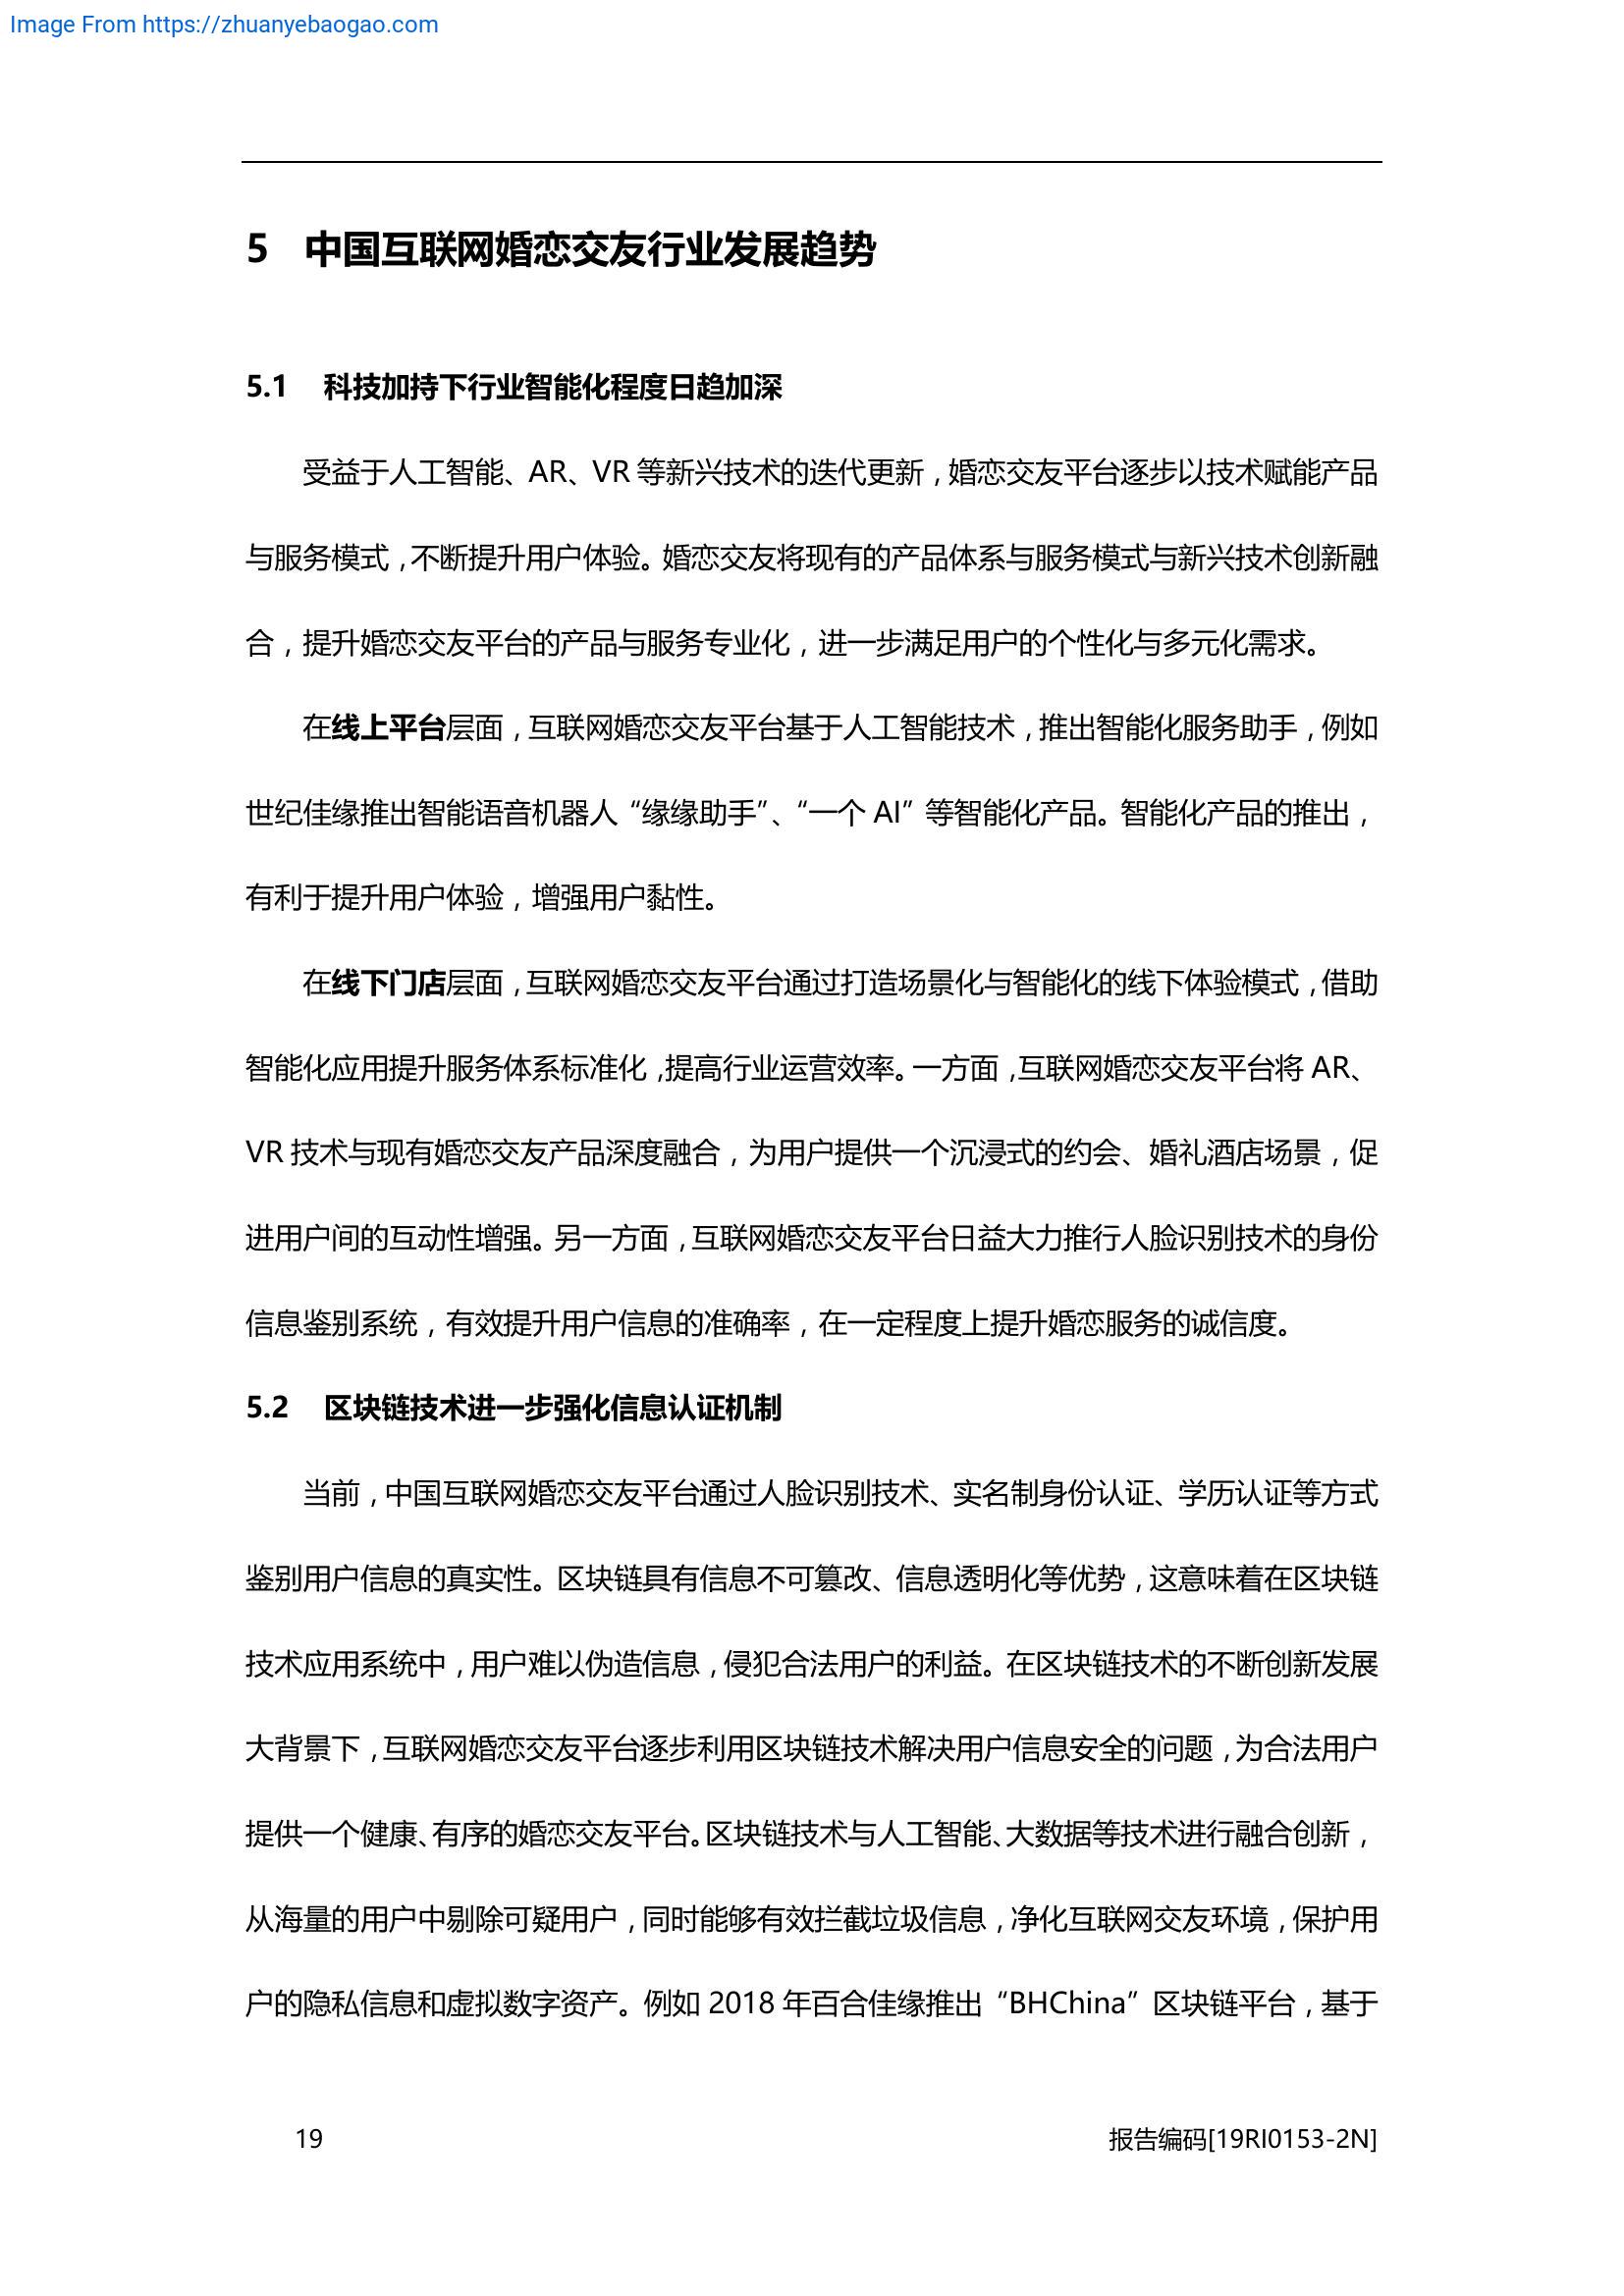 Image From https://zhuanyebaogao.com
5 中国互联网婚恋交友行业发展趋势
5.1 科技加持下行业智能化程度日趋加深
受益于人工智能、AR、VR 等新兴技术的迭代更新，婚恋交友平台逐步以技术赋能产品
与服务模式，不断提升用户体验。婚恋交友将现有的产品体系与服务模式与新兴技术创新融
合，提升婚恋交友平台的产品与服务专业化，进一步满足用户的个性化与多元化需求。
在线上平台层面，互联网婚恋交友平台基于人工智能技术，推出智能化服务助手，例如
世纪佳缘推出智能语音机器人“缘缘助手”、“一个 AI”等智能化产品。智能化产品的推出，
有利于提升用户体验，增强用户黏性。
在线下门店层面，互联网婚恋交友平台通过打造场景化与智能化的线下体验模式，借助
智能化应用提升服务体系标准化，提高行业运营效率。一方面，互联网婚恋交友平台将 AR、
VR 技术与现有婚恋交友产品深度融合，为用户提供一个沉浸式的约会、婚礼酒店场景，促
进用户间的互动性增强。另一方面，互联网婚恋交友平台日益大力推行人脸识别技术的身份
信息鉴别系统，有效提升用户信息的准确率，在一定程度上提升婚恋服务的诚信度。
5.2 区块链技术进一步强化信息认证机制
当前，中国互联网婚恋交友平台通过人脸识别技术、实名制身份认证、学历认证等方式
鉴别用户信息的真实性。区块链具有信息不可篡改、信息透明化等优势，这意味着在区块链
技术应用系统中，用户难以伪造信息，侵犯合法用户的利益。在区块链技术的不断创新发展
大背景下，互联网婚恋交友平台逐步利用区块链技术解决用户信息安全的问题，为合法用户
提供一个健康、有序的婚恋交友平台。区块链技术与人工智能、大数据等技术进行融合创新，
从海量的用户中剔除可疑用户，同时能够有效拦截垃圾信息，净化互联网交友环境，保护用
户的隐私信息和虚拟数字资产。例如 2018 年百合佳缘推出“BHChina”区块链平台，基于
19 报告编码[19RI0153-2N]